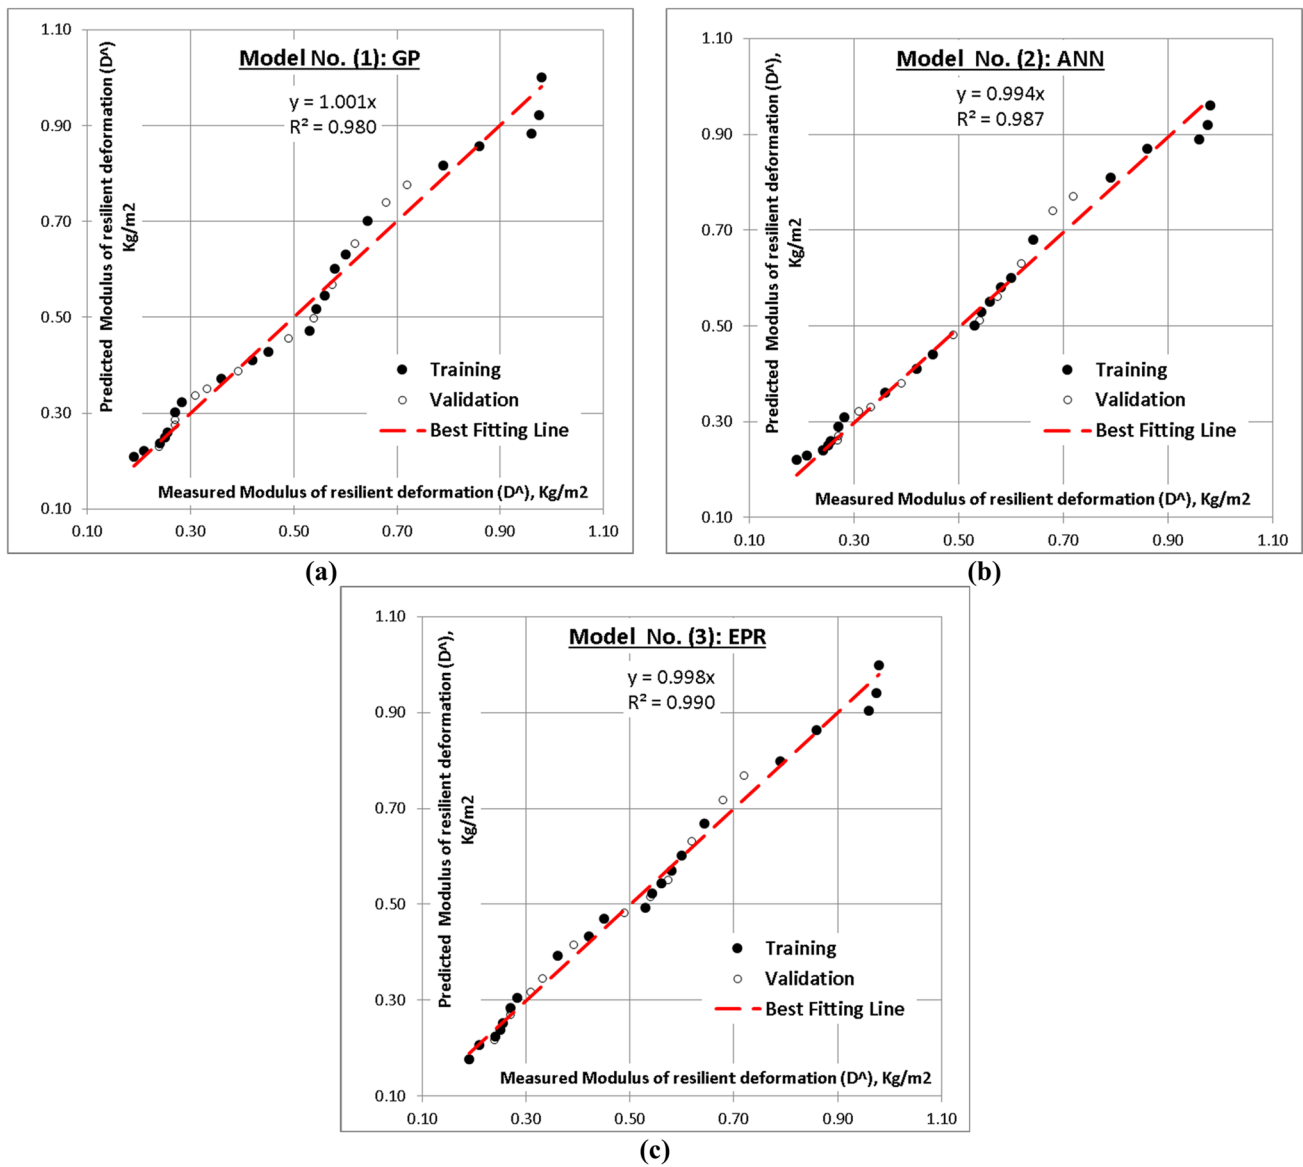 Model No. (1): GP
y = 1.001x
R² = 0.980
Predicted Modulus of resilient deformation (D^)
Kg/m2
1.10
0.90
0.70
0.50
0.30
0.10
Training
Validation
Best Fitting Line
Measured Modulus of resilient deformation (D^), Kg/m2
0.10 0.30 0.50 0.70 0.90 1.10
(a)
Model No. (2): ANN
y = 0.994x
R² = 0.987
Predicted Modulus of resilient deformation (D^),
Kg/m2
1.10
0.90
0.70
0.50
0.30
0.10
Training
Validation
Best Fitting Line
Measured Modulus of resilient deformation (D^), Kg/m2
0.10 0.30 0.50 0.70 0.90 1.10
(b)
Model No. (3): EPR
y = 0.998x
R² = 0.990
Predicted Modulus of resilient deformation (D^),
Kg/m2
1.10
0.90
0.70
0.50
0.30
0.10
Training
Validation
Best Fitting Line
Measured Modulus of resilient deformation (D^), Kg/m2
0.10 0.30 0.50 0.70 0.90 1.10
(c)